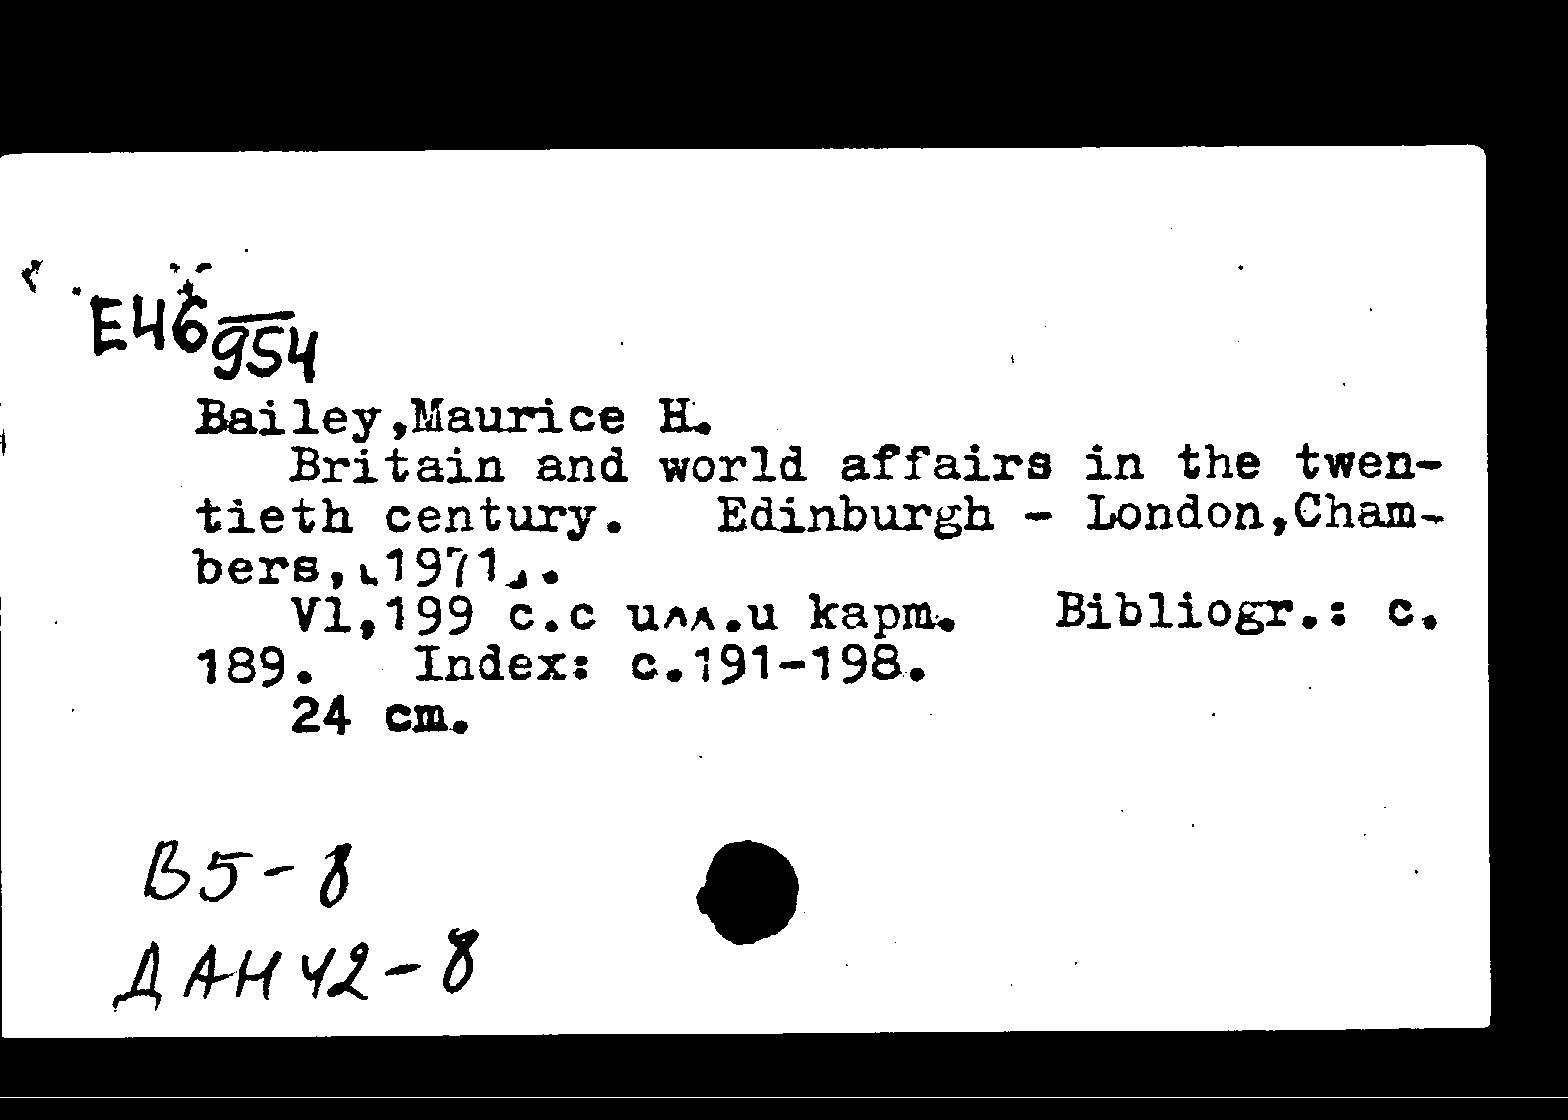 E46
954
Bailey,Maurice H.
Britain and world affairs in the twen-
tieth century. Edinburgh - London,Cham-
bers,[1971].
Vl,199 c.c илл.и карт. Bibliogr.: c.
189. Index: c.191-198.
24 cm.
B5-8
ДАН42-8